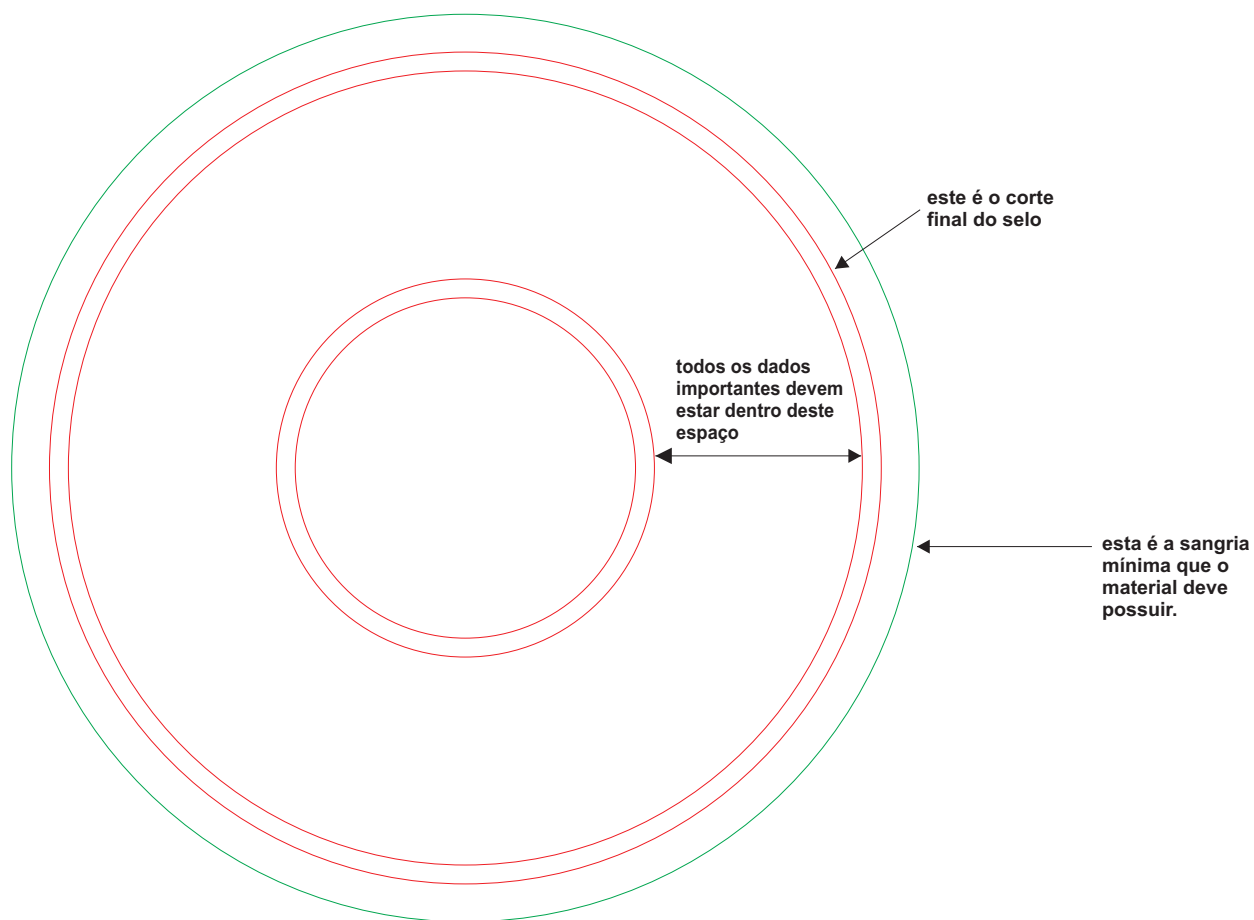 este é o corte
final do selo
todos os dados
importantes devem
estar dentro deste
espaço
esta é a sangria
mínima que o
material deve
possuir.